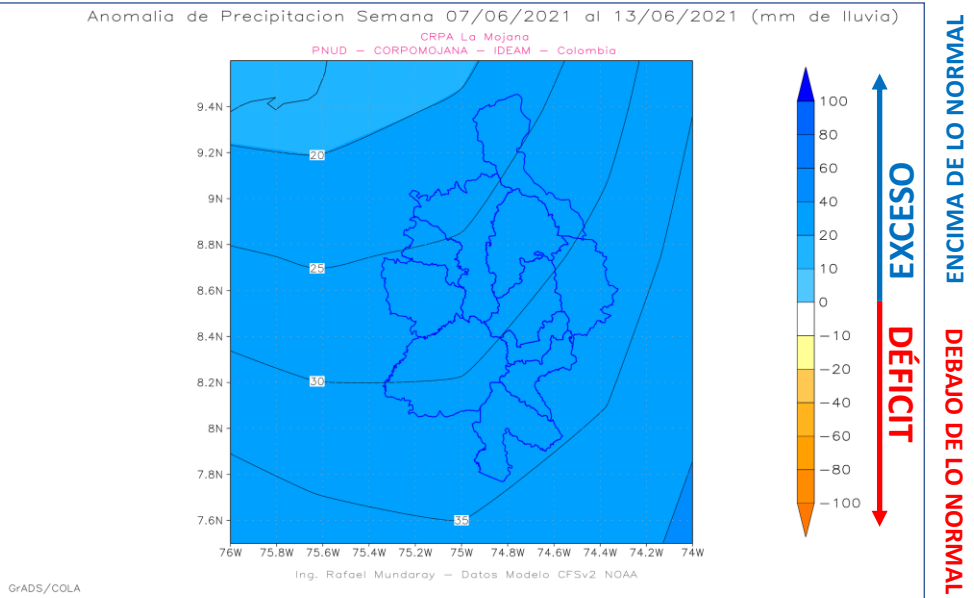 Anomalia de Precipitacion Semana 07/06/2021 al 13/06/2021 (mm de lluvia)
CRPA La Mojana
PNUD – CORPOMOJANA – IDEAM – Colombia
9.4N
9.2N
9N
8.8N
8.6N
8.4N
8.2N
8N
7.8N
7.6N
20
25
30
35
76W 75.8W 75.6W 75.4W 75.2W 75W 74.8W 74.6W 74.4W 74.2W 74W
Ing. Rafael Mundaray – Datos Modelo CFSv2 NOAA
GrADS/COLA
100
80
60
40
20
10
0
−10
−20
−40
−60
−80
−100
EXCESO
DÉFICIT
ENCIMA DE LO NORMAL
DEBAJO DE LO NORMAL